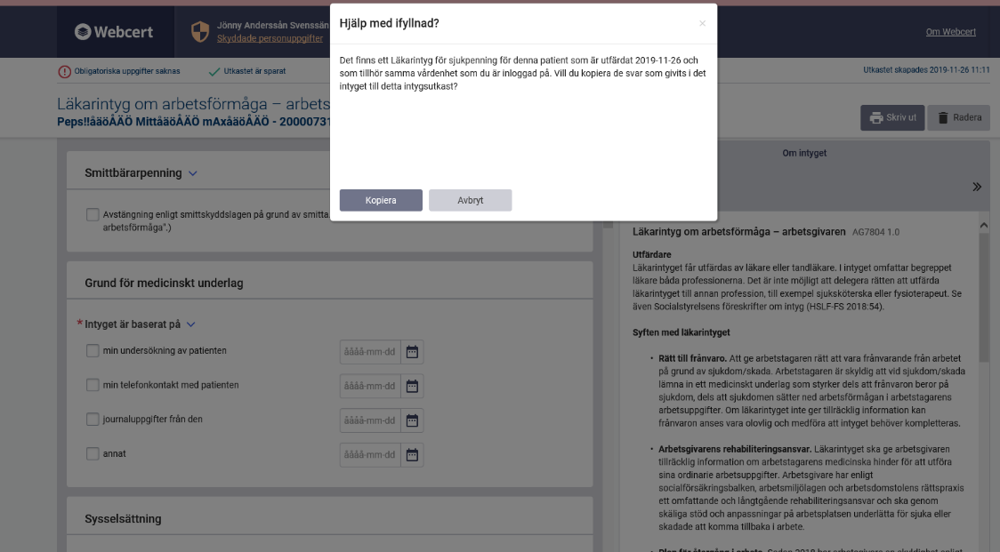 Webcert
Jönny Anderssån Svenssän
Skyddade personuppgifter
Om Webcert
Obligatoriska uppgifter saknas
Utkastet är sparat
Utkastet skapades 2019-11-26 11:11
Läkarintyg om arbetsförmåga – arbets
Peps!!åäöÅÄÖ MittåäöÅÄÖ mAxåäöÅÄÖ - 20000731
Skriv ut
Radera
Hjälp med ifyllnad?
×
Det finns ett Läkarintyg för sjukpenning för denna patient som är utfärdat 2019-11-26 och
som tillhör samma vårdenhet som du är inloggad på. Vill du kopiera de svar som givits i det
intyget till detta intygsutkast?
Kopiera
Avbryt
Smittbärarpenning
Avstängning enligt smittskyddslagen på grund av smitta.
arbetsförmåga".)
Grund för medicinskt underlag
* Intyget är baserat på
min undersökning av patienten
åååå-mm-dd
min telefonkontakt med patienten
åååå-mm-dd
journaluppgifter från den
åååå-mm-dd
annat
åååå-mm-dd
Sysselsättning
Om intyget
Läkarintyg om arbetsförmåga – arbetsgivaren AG7804 1.0
Utfärdare
Läkarintyget får utfärdas av läkare eller tandläkare. I intyget omfattar begreppet
läkare båda professionerna. Det är inte möjligt att delegera rätten att utfärda
läkarintyget till annan profession, till exempel sjuksköterska eller fysioterapeut. Se
även Socialstyrelsens föreskrifter om intyg (HSLF-FS 2018:54).
Syften med läkarintyget
• Rätt till frånvaro. Att ge arbetstagaren rätt att vara frånvarande från arbetet
på grund av sjukdom/skada. Arbetstagaren är skyldig att vid sjukdom/skada
lämna in ett medicinskt underlag som styrker dels att frånvaron beror på
sjukdom, dels att sjukdomen sätter ned arbetsförmågan i arbetstagarens
arbetsuppgifter. Om läkarintyget inte ger tillräcklig information kan
frånvaron anses vara olovlig och medföra att intyget behöver kompletteras.
• Arbetsgivarens rehabiliteringsansvar. Läkarintyget ska ge arbetsgivaren
tillräcklig information om arbetstagarens medicinska hinder för att utföra
sina ordinarie arbetsuppgifter. Arbetsgivare har enligt
socialförsäkringsbalken, arbetsmiljölagen och arbetsdomstolens rättspraxis
ett omfattande och långtgående rehabiliteringsansvar och ska genom
skäliga stöd och anpassningar på arbetsplatsen underlätta för sjuka eller
skadade att komma tillbaka i arbete.